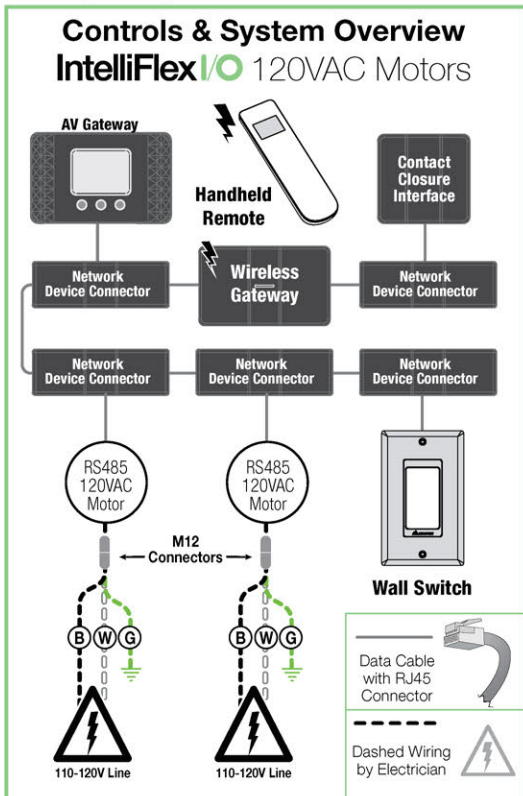 Controls & System Overview
IntelliFlex I/O 120VAC Motors
AV Gateway
Handheld
Remote
Contact
Closure
Interface
Network
Device Connector
Wireless
Gateway
Network
Device Connector
Network
Device Connector
Network
Device Connector
Network
Device Connector
RS485
120VAC
Motor
RS485
120VAC
Motor
M12
Connectors
Wall Switch
B W G
B W G
110-120V Line
110-120V Line
Data Cable
with RJ45
Connector
Dashed Wiring
by Electrician